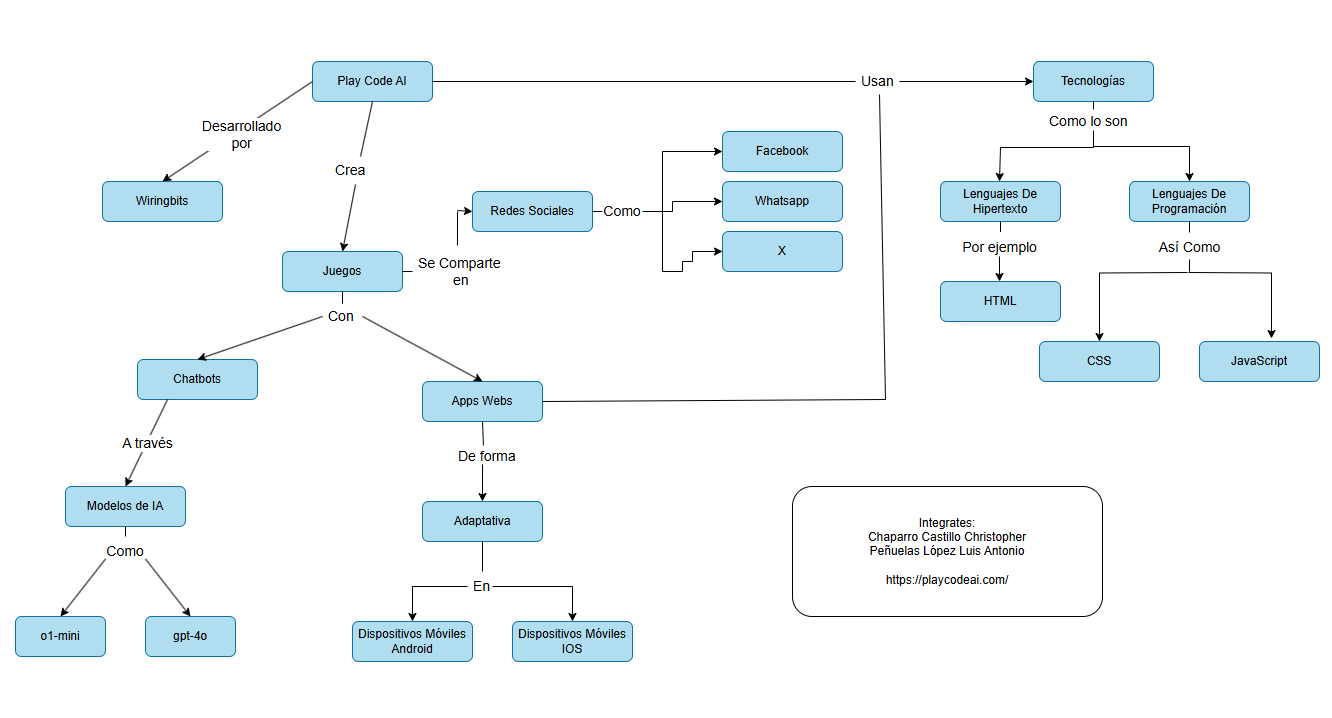 Play Code AI
Usan
Tecnologías
Desarrollado
por
Como lo son
Crea
Facebook
Wiringbits
Redes Sociales
Como
Whatsapp
X
Lenguajes De
Hipertexto
Lenguajes De
Programación
Juegos
Se Comparte
en
Por ejemplo
Así Como
HTML
Con
CSS
JavaScript
Chatbots
Apps Webs
A través
De forma
Modelos de IA
Adaptativa
Como
En
o1-mini
gpt-4o
Dispositivos Móviles
Android
Dispositivos Móviles
IOS
Integrates:
Chaparro Castillo Christopher
Peñuelas López Luis Antonio
https://playcodeai.com/